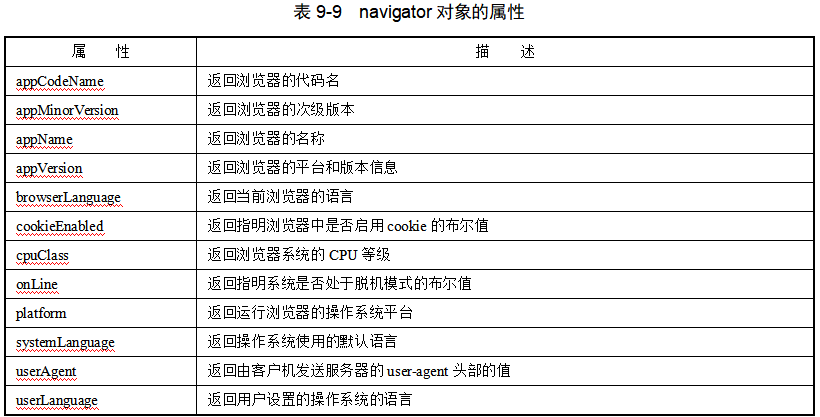 表 9-9 navigator 对象的属性
属 性 描 述
appCodeName 返回浏览器的代码名
appMinorVersion 返回浏览器的次级版本
appName 返回浏览器的名称
appVersion 返回浏览器的平台和版本信息
browserLanguage 返回当前浏览器的语言
cookieEnabled 返回指明浏览器中是否启用 cookie 的布尔值
cpuClass 返回浏览器系统的 CPU 等级
onLine 返回指明系统是否处于脱机模式的布尔值
platform 返回运行浏览器的操作系统平台
systemLanguage 返回操作系统使用的默认语言
userAgent 返回由客户机发送服务器的 user-agent 头部的值
userLanguage 返回用户设置的操作系统的语言